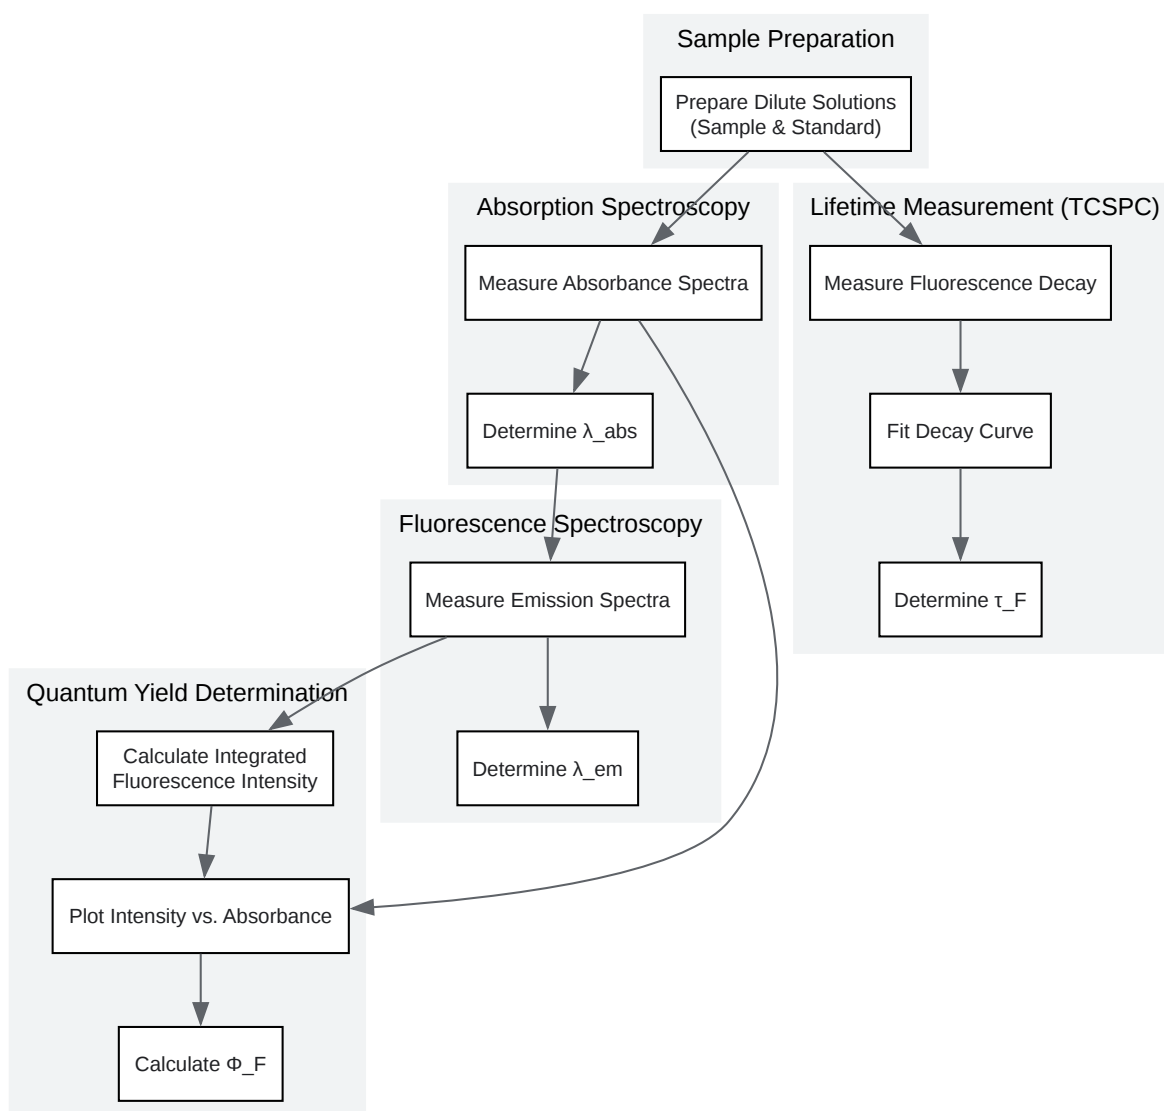 Sample Preparation
Prepare Dilute Solutions
(Sample & Standard)
Absorption Spectroscopy
Measure Absorbance Spectra
Determine λ_abs
Lifetime Measurement (TCSPC)
Measure Fluorescence Decay
Fit Decay Curve
Determine τ_F
Fluorescence Spectroscopy
Measure Emission Spectra
Determine λ_em
Quantum Yield Determination
Calculate Integrated
Fluorescence Intensity
Plot Intensity vs. Absorbance
Calculate Φ_F